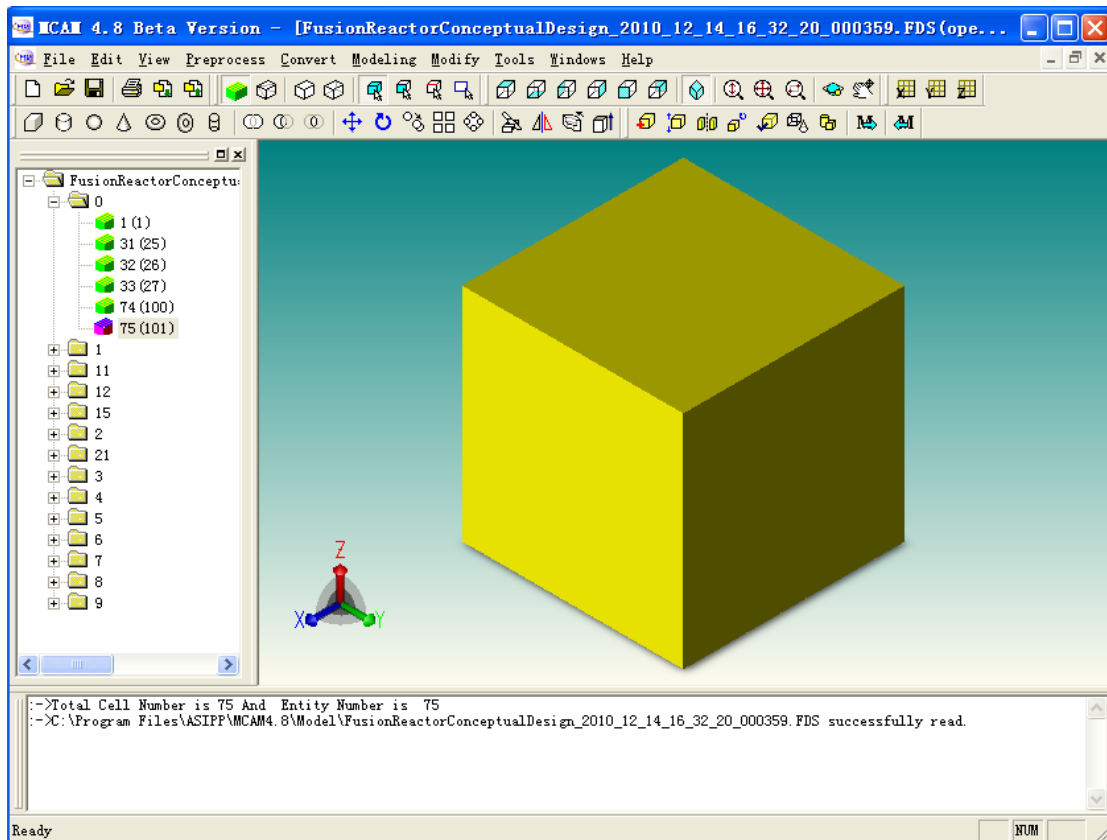 MCAM 4.8 Beta Version - [FusionReactorConceptualDesign_2010_12_14_16_32_20_000359.FDS(ope...
File Edit View Preprocess Convert Modeling Modify Tools Windows Help
FusionReactorConceptu
0
1 (1)
31 (25)
32 (26)
33 (27)
74 (100)
75 (101)
1
11
12
15
2
21
3
4
5
6
7
8
9
Z
X
Y
:->Total Cell Number is 75 And Entity Number is 75
:->C:\Program Files\ASIPP\MCAM4.8\Model\FusionReactorConceptualDesign_2010_12_14_16_32_20_000359.FDS successfully read.
Ready
NUM